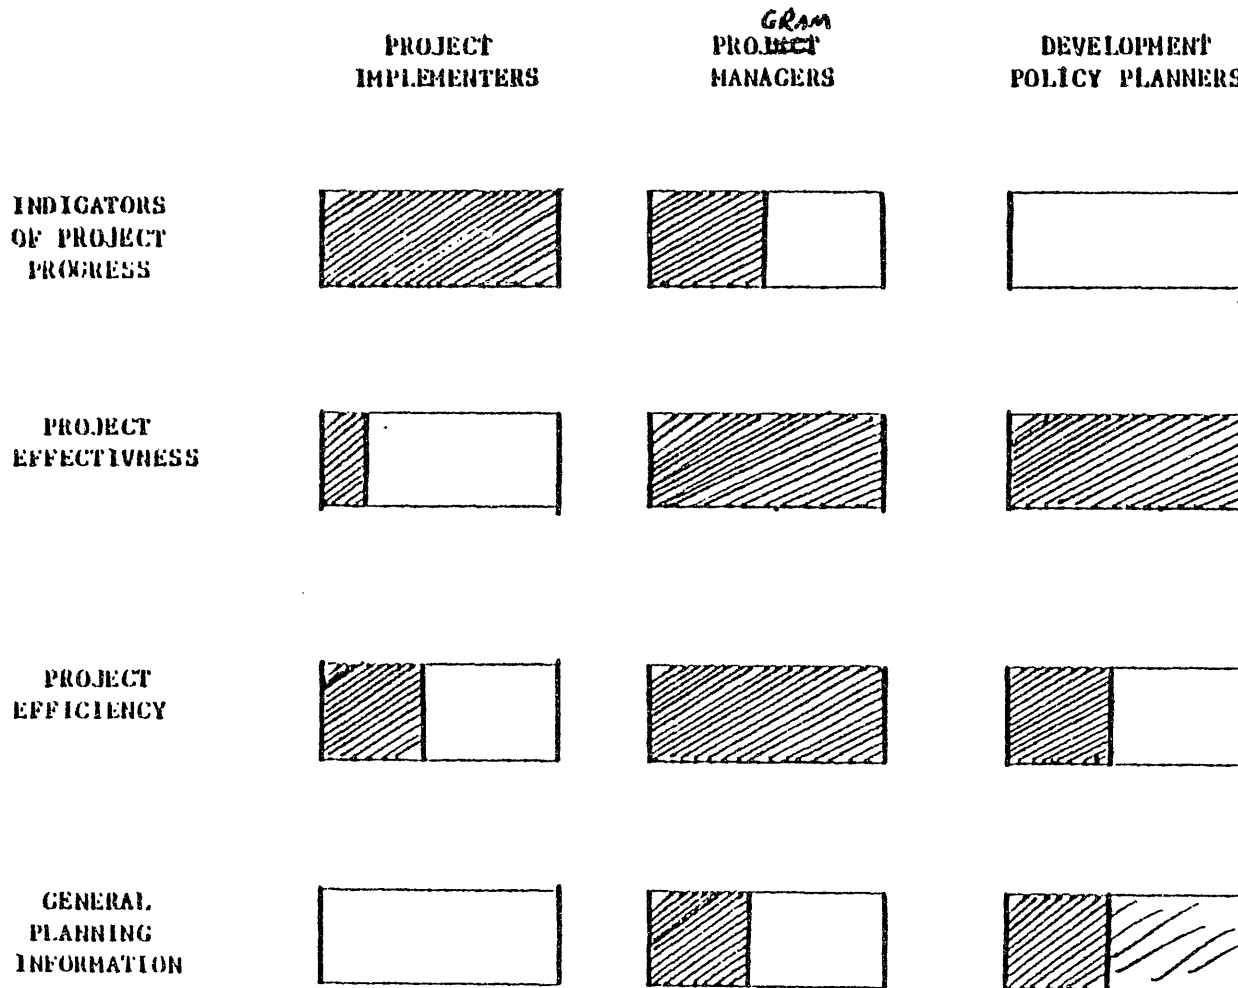 PROJECT
IMPLEMENTERS
GRAM
PROJECT
MANAGERS
DEVELOPMENT
POLICY PLANNERS
INDICATORS
OF PROJECT
PROGRESS
PROJECT
EFFECTIVNESS
PROJECT
EFFICIENCY
GENERAL
PLANNING
INFORMATION